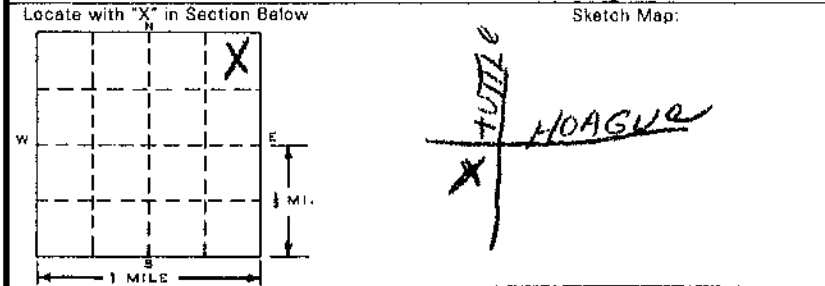 Locate with "X" in Section Below
Sketch Map:
N
X
W
E
½ MI.
S
1 MILE
TUTTLE
HOAGUE
X